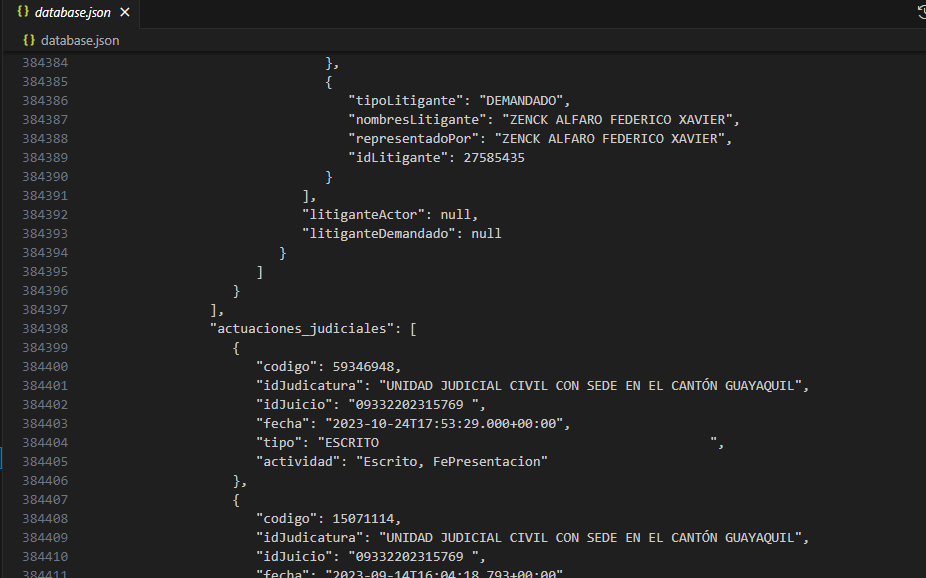 {} database.json ×
{} database.json
384384 },
384385 {
384386 "tipoLitigante": "DEMANDADO",
384387 "nombresLitigante": "ZENCK ALFARO FEDERICO XAVIER",
384388 "representadoPor": "ZENCK ALFARO FEDERICO XAVIER",
384389 "idLitigante": 27585435
384390 }
384391 ],
384392 "litiganteActor": null,
384393 "litiganteDemandado": null
384394 }
384395 ]
384396 }
384397 ],
384398 "actuaciones_judiciales": [
384399 {
384400 "codigo": 59346948,
384401 "idJudicatura": "UNIDAD JUDICIAL CIVIL CON SEDE EN EL CANTÓN GUAYAQUIL",
384402 "idJuicio": "09332202315769 ",
384403 "fecha": "2023-10-24T17:53:29.000+00:00",
384404 "tipo": "ESCRITO                                           ",
384405 "actividad": "Escrito, FePresentacion"
384406 },
384407 {
384408 "codigo": 15071114,
384409 "idJudicatura": "UNIDAD JUDICIAL CIVIL CON SEDE EN EL CANTÓN GUAYAQUIL",
384410 "idJuicio": "09332202315769 ",
384411 "fecha": "2023-09-14T16:04:18.793+00:00"